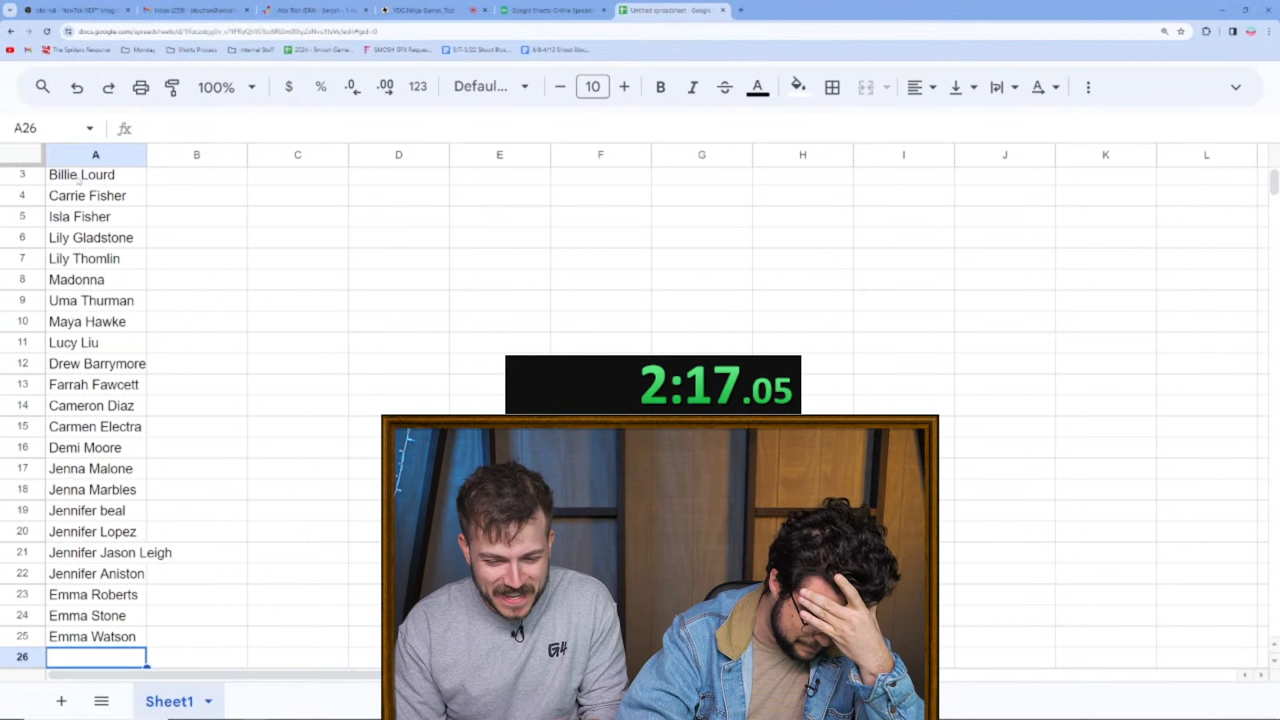 Untitled spreadsheet - Google
100%
$
%
.0
.00
123
Defaul...
10
B
I
A
A26
fx
A B C D E F G H I J K L
3 Billie Lourd
4 Carrie Fisher
5 Isla Fisher
6 Lily Gladstone
7 Lily Thomlin
8 Madonna
9 Uma Thurman
10 Maya Hawke
11 Lucy Liu
12 Drew Barrymore
13 Farrah Fawcett
14 Cameron Diaz
15 Carmen Electra
16 Demi Moore
17 Jenna Malone
18 Jenna Marbles
19 Jennifer beal
20 Jennifer Lopez
21 Jennifer Jason Leigh
22 Jennifer Aniston
23 Emma Roberts
24 Emma Stone
25 Emma Watson
26
2:17.05
G4
Sheet1